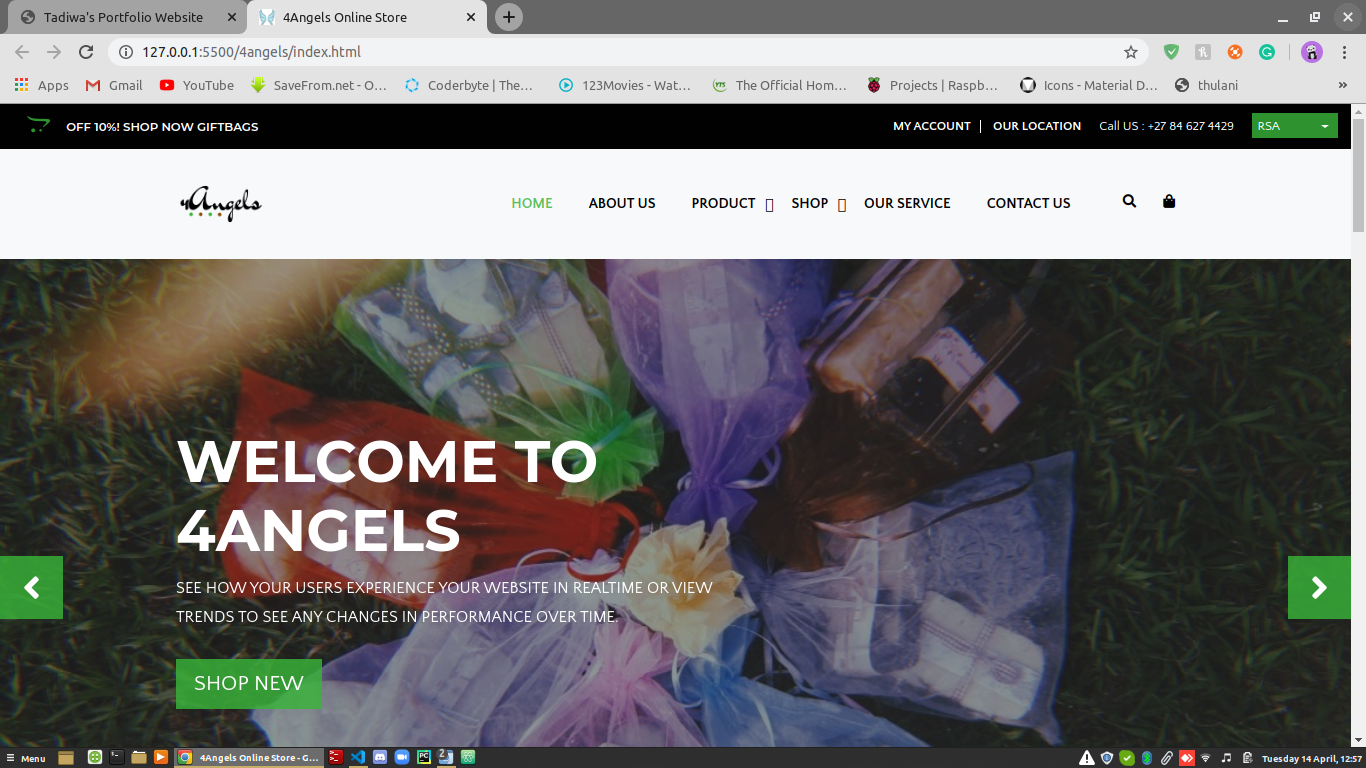 Tadiwa's Portfolio Website
4Angels Online Store
127.0.0.1:5500/4angels/index.html
Apps
Gmail
YouTube
SaveFrom.net - O...
Coderbyte | The...
123Movies - Wat...
The Official Hom...
Projects | Raspb...
Icons - Material D...
thulani
»
OFF 10%! SHOP NOW GIFTBAGS
MY ACCOUNT
OUR LOCATION
Call US : +27 84 627 4429
RSA
4Angels
HOME
ABOUT US
PRODUCT
SHOP
OUR SERVICE
CONTACT US
WELCOME TO
4ANGELS
SEE HOW YOUR USERS EXPERIENCE YOUR WEBSITE IN REALTIME OR VIEW
TRENDS TO SEE ANY CHANGES IN PERFORMANCE OVER TIME.
SHOP NEW
Menu
4Angels Online Store - G...
2
Tuesday 14 April, 12:57